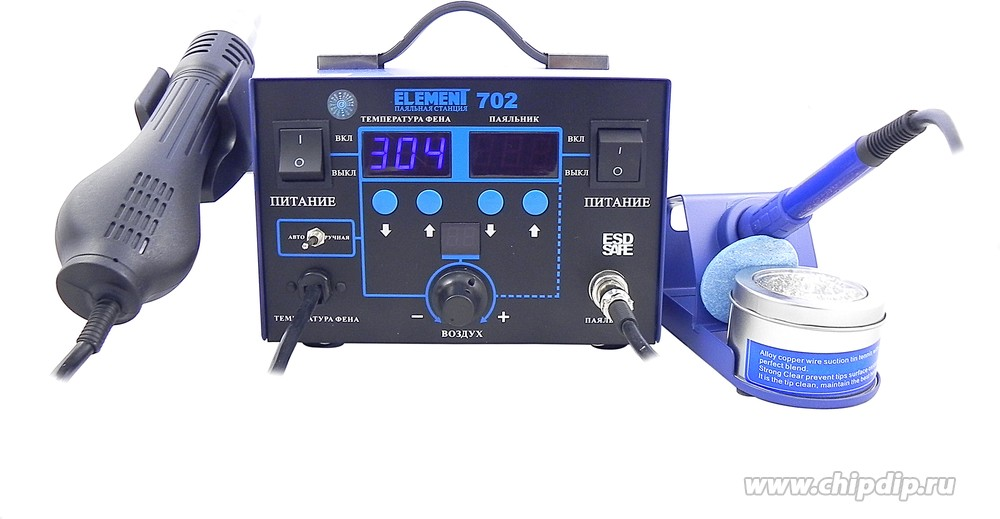 ELEMENT 702
ПАЯЛЬНАЯ СТАНЦИЯ
ТЕМПЕРАТУРА ФЕНА ПАЯЛЬНИК
I ВКЛ 304 ВКЛ I
O ВЫКЛ ВЫКЛ O
ПИТАНИЕ ПИТАНИЕ
АВТО РУЧНАЯ
ESD
SAFE
ТЕМПЕРАТУРА ФЕНА − +
ВОЗДУХ
Alloy copper wire suction
perfect blend.
Strong Clear prevent tips surface
It is the tip clean, maintain the
www.chipdip.ru